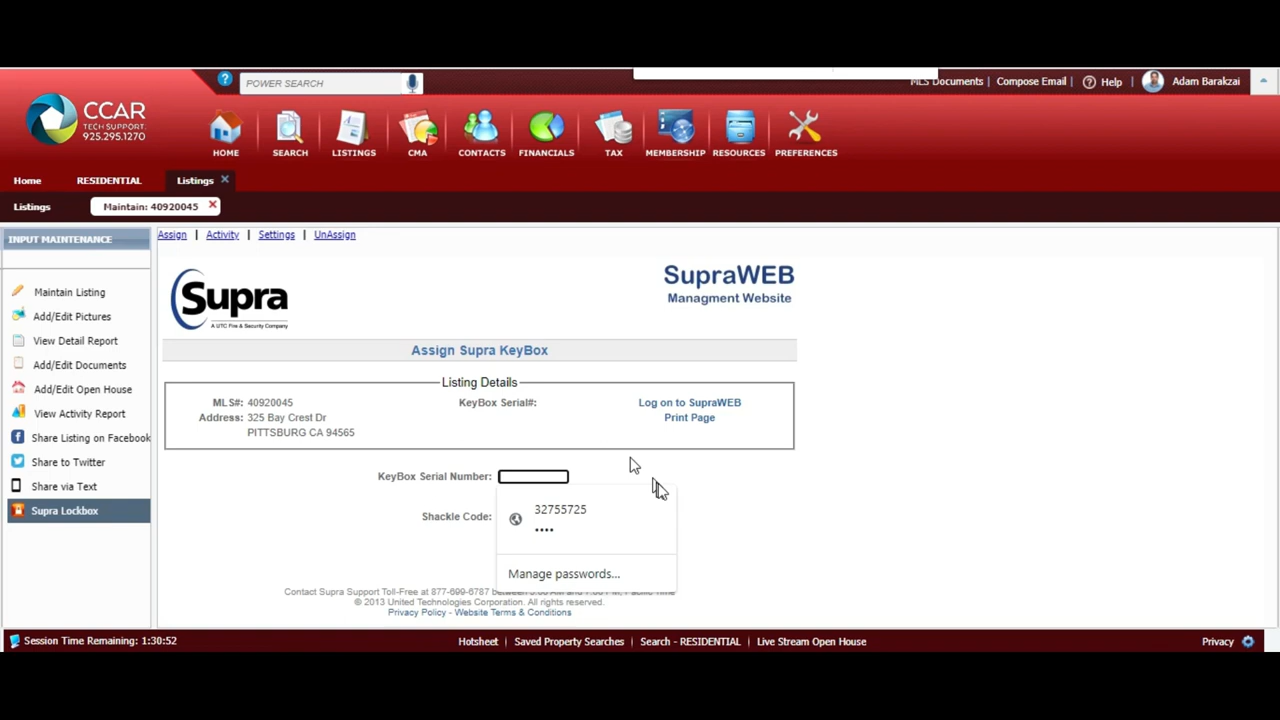 POWER SEARCH
MLS Documents | Compose Email | Help | Adam Barakzai
CCAR
TECH SUPPORT.
925.295.1270
HOME SEARCH LISTINGS CMA CONTACTS FINANCIALS TAX MEMBERSHIP RESOURCES PREFERENCES
Home RESIDENTIAL Listings
Listings Maintain: 40920045
INPUT MAINTENANCE
Maintain Listing
Add/Edit Pictures
View Detail Report
Add/Edit Documents
Add/Edit Open House
View Activity Report
Share Listing on Facebook
Share to Twitter
Share via Text
Supra Lockbox
Assign | Activity | Settings | UnAssign
Supra
A UTC Fire & Security Company
SupraWEB
Managment Website
Assign Supra KeyBox
Listing Details
MLS#: 40920045 KeyBox Serial#: Log on to SupraWEB
Address: 325 Bay Crest Dr Print Page
PITTSBURG CA 94565
KeyBox Serial Number:
32755725
••••
Shackle Code:
Manage passwords...
Contact Supra Support Toll-Free at 877-699-6787 between
© 2013 United Technologies Corporation. All rights reserved.
Privacy Policy - Website Terms & Conditions
Session Time Remaining: 1:30:52 Hotsheet | Saved Property Searches | Search - RESIDENTIAL | Live Stream Open House Privacy